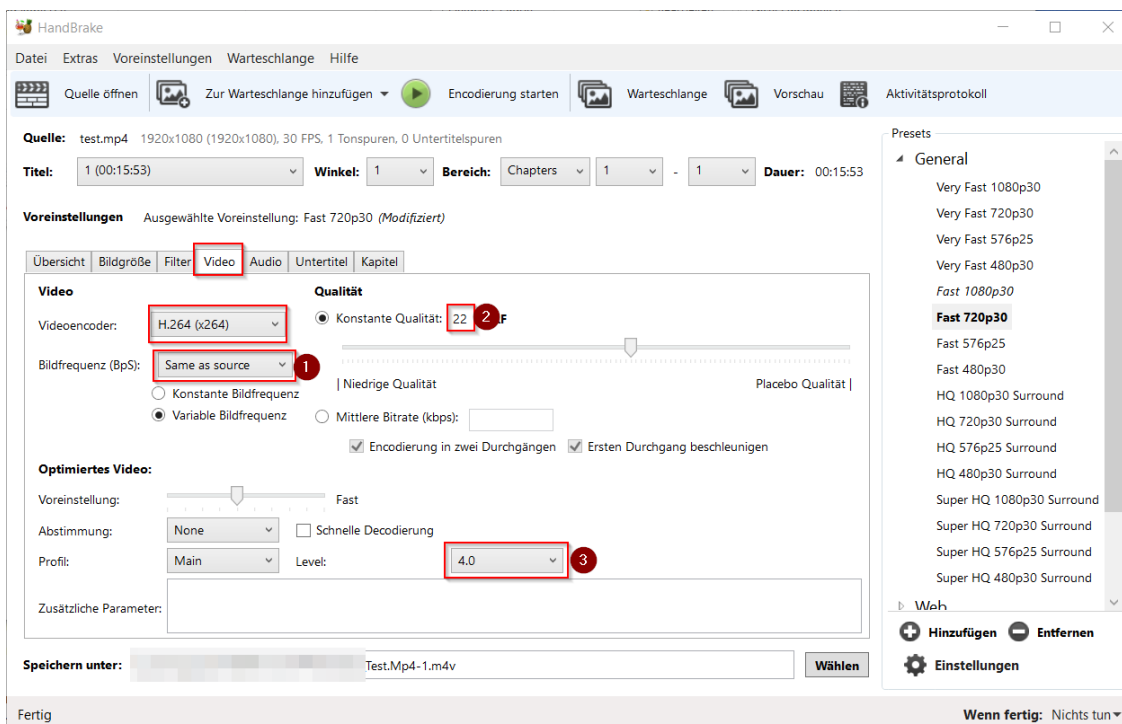 HandBrake
Datei Extras Voreinstellungen Warteschlange Hilfe
Quelle öffnen Zur Warteschlange hinzufügen Encodierung starten Warteschlange Vorschau Aktivitätsprotokoll
Quelle: test.mp4 1920x1080 (1920x1080), 30 FPS, 1 Tonspuren, 0 Untertitelspuren
Titel: 1 (00:15:53) Winkel: 1 Bereich: Chapters 1 - 1 Dauer: 00:15:53
Voreinstellungen Ausgewählte Voreinstellung: Fast 720p30 (Modifiziert)
Übersicht Bildgröße Filter Video Audio Untertitel Kapitel
Video Qualität
Videoencoder: H.264 (x264) Konstante Qualität: 22 2 F
Bildfrequenz (BpS): Same as source 1
| Niedrige Qualität Placebo Qualität |
Konstante Bildfrequenz
Variable Bildfrequenz Mittlere Bitrate (kbps):
Encodierung in zwei Durchgängen Ersten Durchgang beschleunigen
Optimiertes Video:
Voreinstellung: Fast
Abstimmung: None Schnelle Decodierung
Profil: Main Level: 4.0 3
Zusätzliche Parameter:
Speichern unter: Test.Mp4-1.m4v Wählen
Presets
General
Very Fast 1080p30
Very Fast 720p30
Very Fast 576p25
Very Fast 480p30
Fast 1080p30
Fast 720p30
Fast 576p25
Fast 480p30
HQ 1080p30 Surround
HQ 720p30 Surround
HQ 576p25 Surround
HQ 480p30 Surround
Super HQ 1080p30 Surround
Super HQ 720p30 Surround
Super HQ 576p25 Surround
Super HQ 480p30 Surround
Web
Hinzufügen Entfernen
Einstellungen
Fertig Wenn fertig: Nichts tun